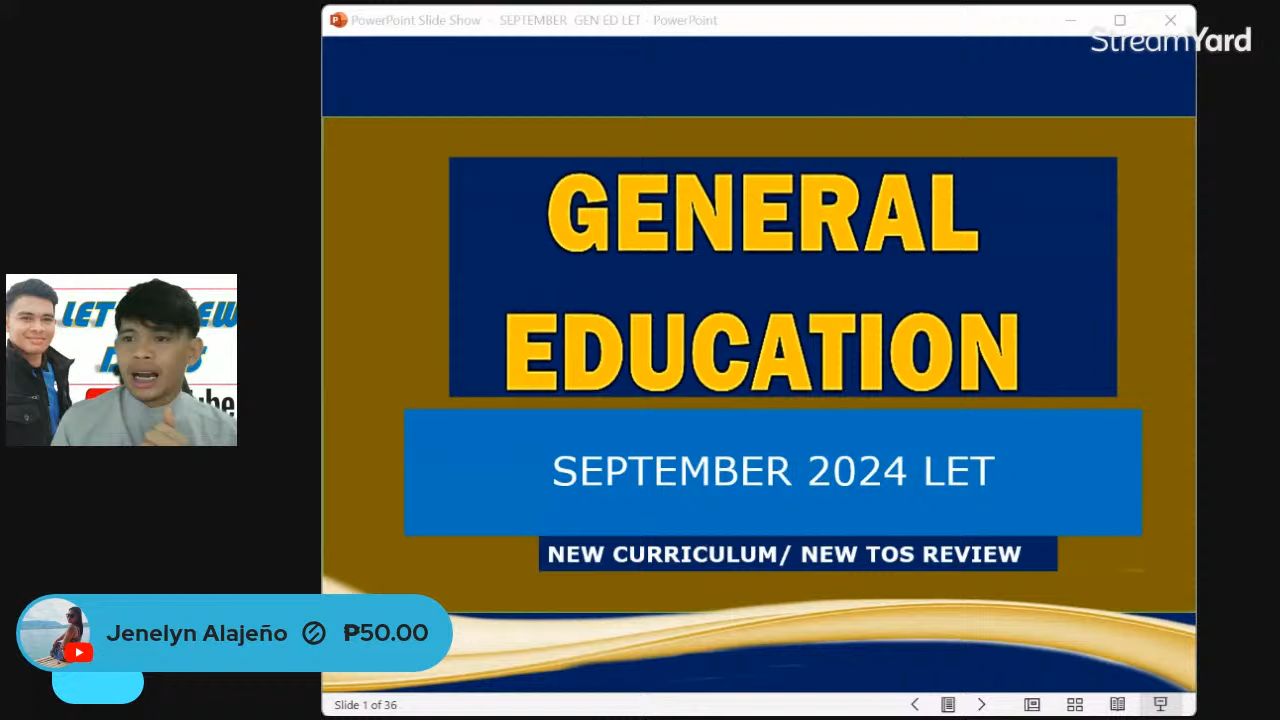 PowerPoint Slide Show - SEPTEMBER GEN ED LET - PowerPoint
StreamYard
GENERAL
EDUCATION
SEPTEMBER 2024 LET
NEW CURRICULUM/ NEW TOS REVIEW
Jenelyn Alajeño ₱50.00
Slide 1 of 36